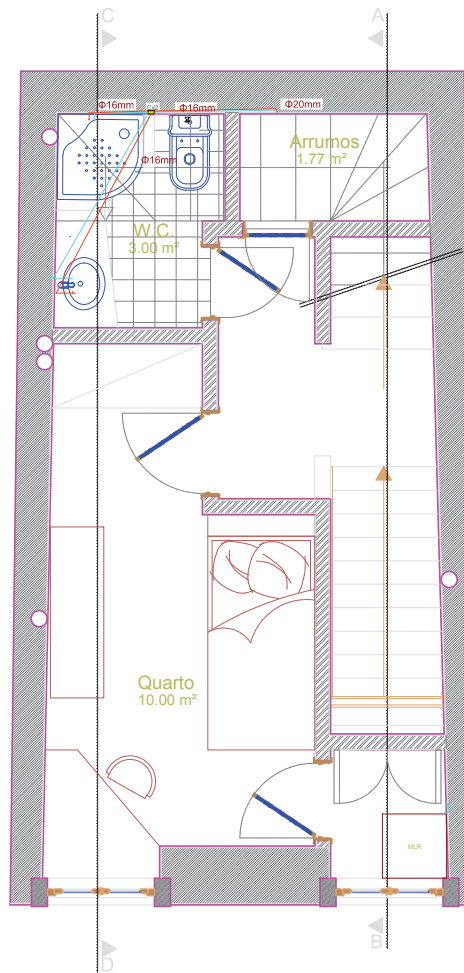 C
A
Φ16mm
Φ16mm
Φ20mm
Φ16mm
Arrumos
1.77 m²
W.C.
3.00 m²
Quarto
10.00 m²
MLR
D
B